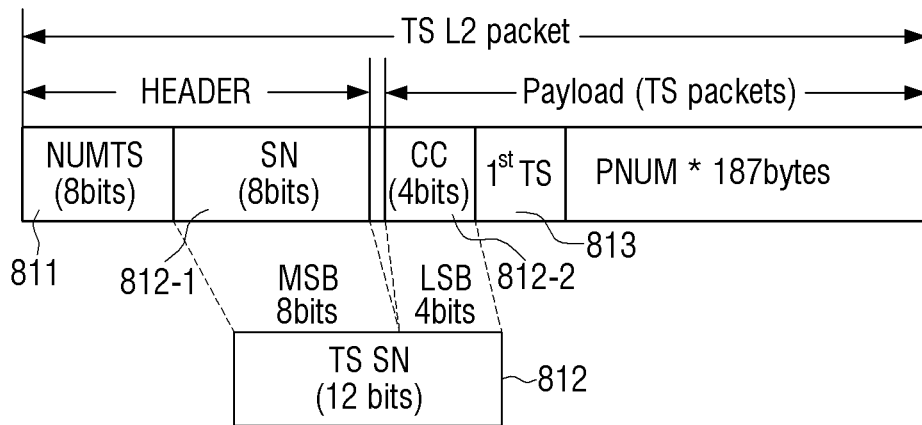 TS L2 packet
HEADER
Payload (TS packets)
NUMTS
(8bits)
SN
(8bits)
CC
(4bits)
1st TS
PNUM * 187bytes
811
812-1
812-2
813
MSB
8bits
LSB
4bits
TS SN
(12 bits)
812